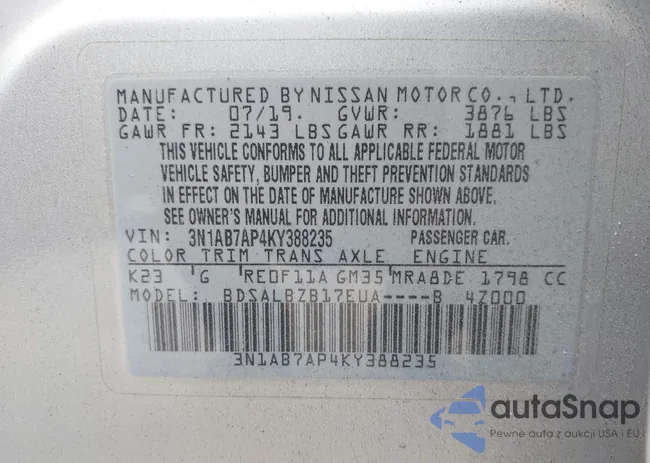 MANUFACTURED BY NISSAN MOTOR CO., LTD.
DATE: 07/19. GVWR: 3876 LBS
GAWR FR: 2143 LBS GAWR RR: 1881 LBS
THIS VEHICLE CONFORMS TO ALL APPLICABLE FEDERAL MOTOR
VEHICLE SAFETY, BUMPER AND THEFT PREVENTION STANDARDS
IN EFFECT ON THE DATE OF MANUFACTURE SHOWN ABOVE.
SEE OWNER'S MANUAL FOR ADDITIONAL INFORMATION.
VIN: 3N1AB7AP4KY388235 PASSENGER CAR.
COLOR TRIM TRANS AXLE ENGINE
K23 G RE0F11A GM35 MRA8DE 1798 CC
MODEL: BDSALBZB17EUA----B 4Z000
3N1AB7AP4KY388235
autaSnap
Pewne auta z aukcji USA i EU